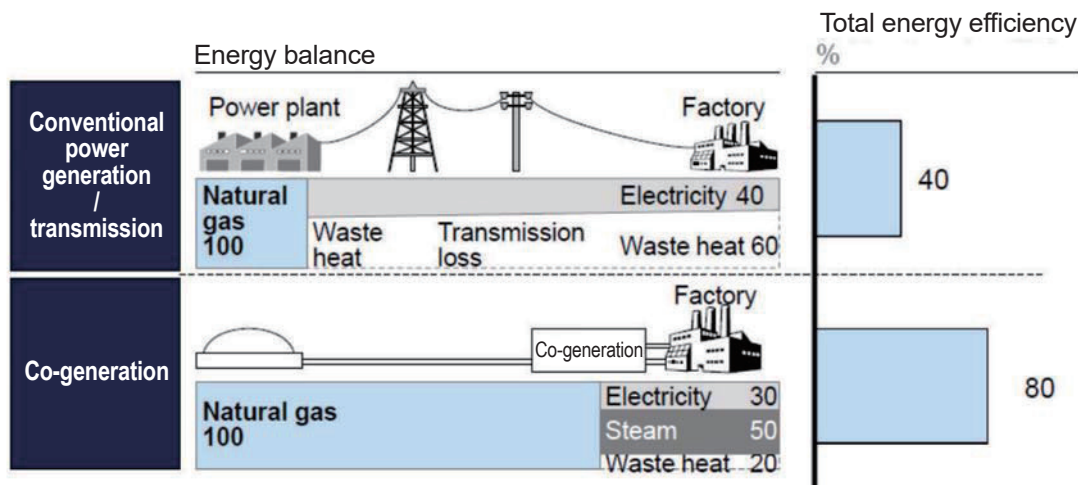 Total energy efficiency
Energy balance
%
Conventional
power
generation
/
transmission
Power plant
Factory
Natural
gas
100
Electricity 40
Waste
heat
Transmission
loss
Waste heat 60
40
Co-generation
Factory
Co-generation
Natural gas
100
Electricity 30
Steam 50
Waste heat 20
80